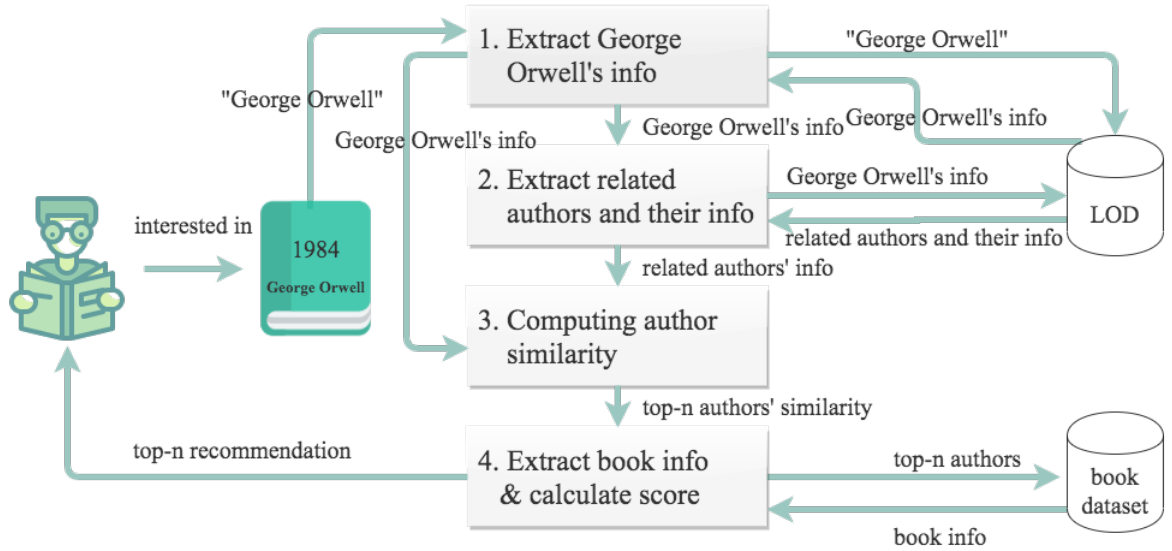 1. Extract George
Orwell's info
"George Orwell"
"George Orwell"
George Orwell's info
George Orwell's info
George Orwell's info
2. Extract related
authors and their info
George Orwell's info
LOD
related authors and their info
interested in
1984
George Orwell
related authors' info
3. Computing author
similarity
top-n authors' similarity
top-n recommendation
4. Extract book info
& calculate score
top-n authors
book
dataset
book info